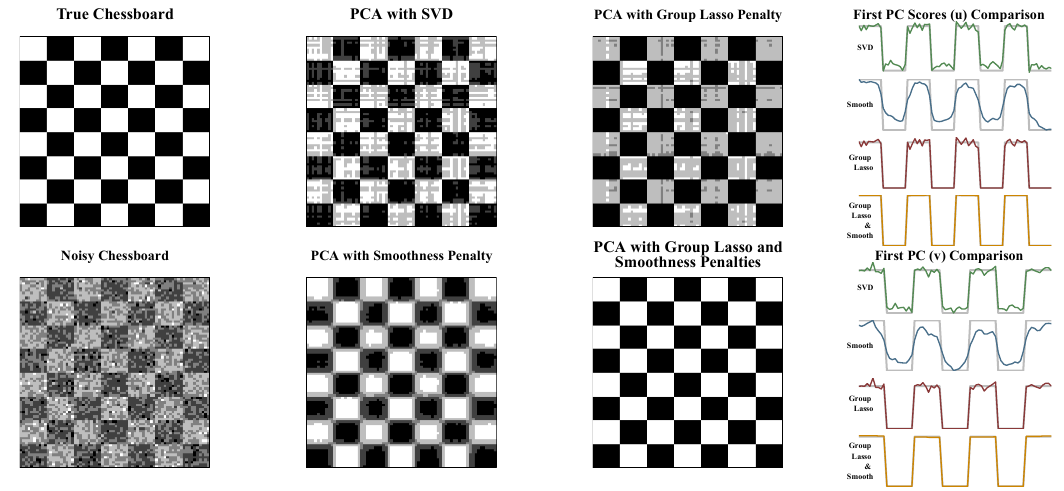 True Chessboard
PCA with SVD
PCA with Group Lasso Penalty
First PC Scores (u) Comparison
SVD
Smooth
Group
Lasso
Group
Lasso
&
Smooth
Noisy Chessboard
PCA with Smoothness Penalty
PCA with Group Lasso and
Smoothness Penalties
First PC (v) Comparison
SVD
Smooth
Group
Lasso
Group
Lasso
&
Smooth